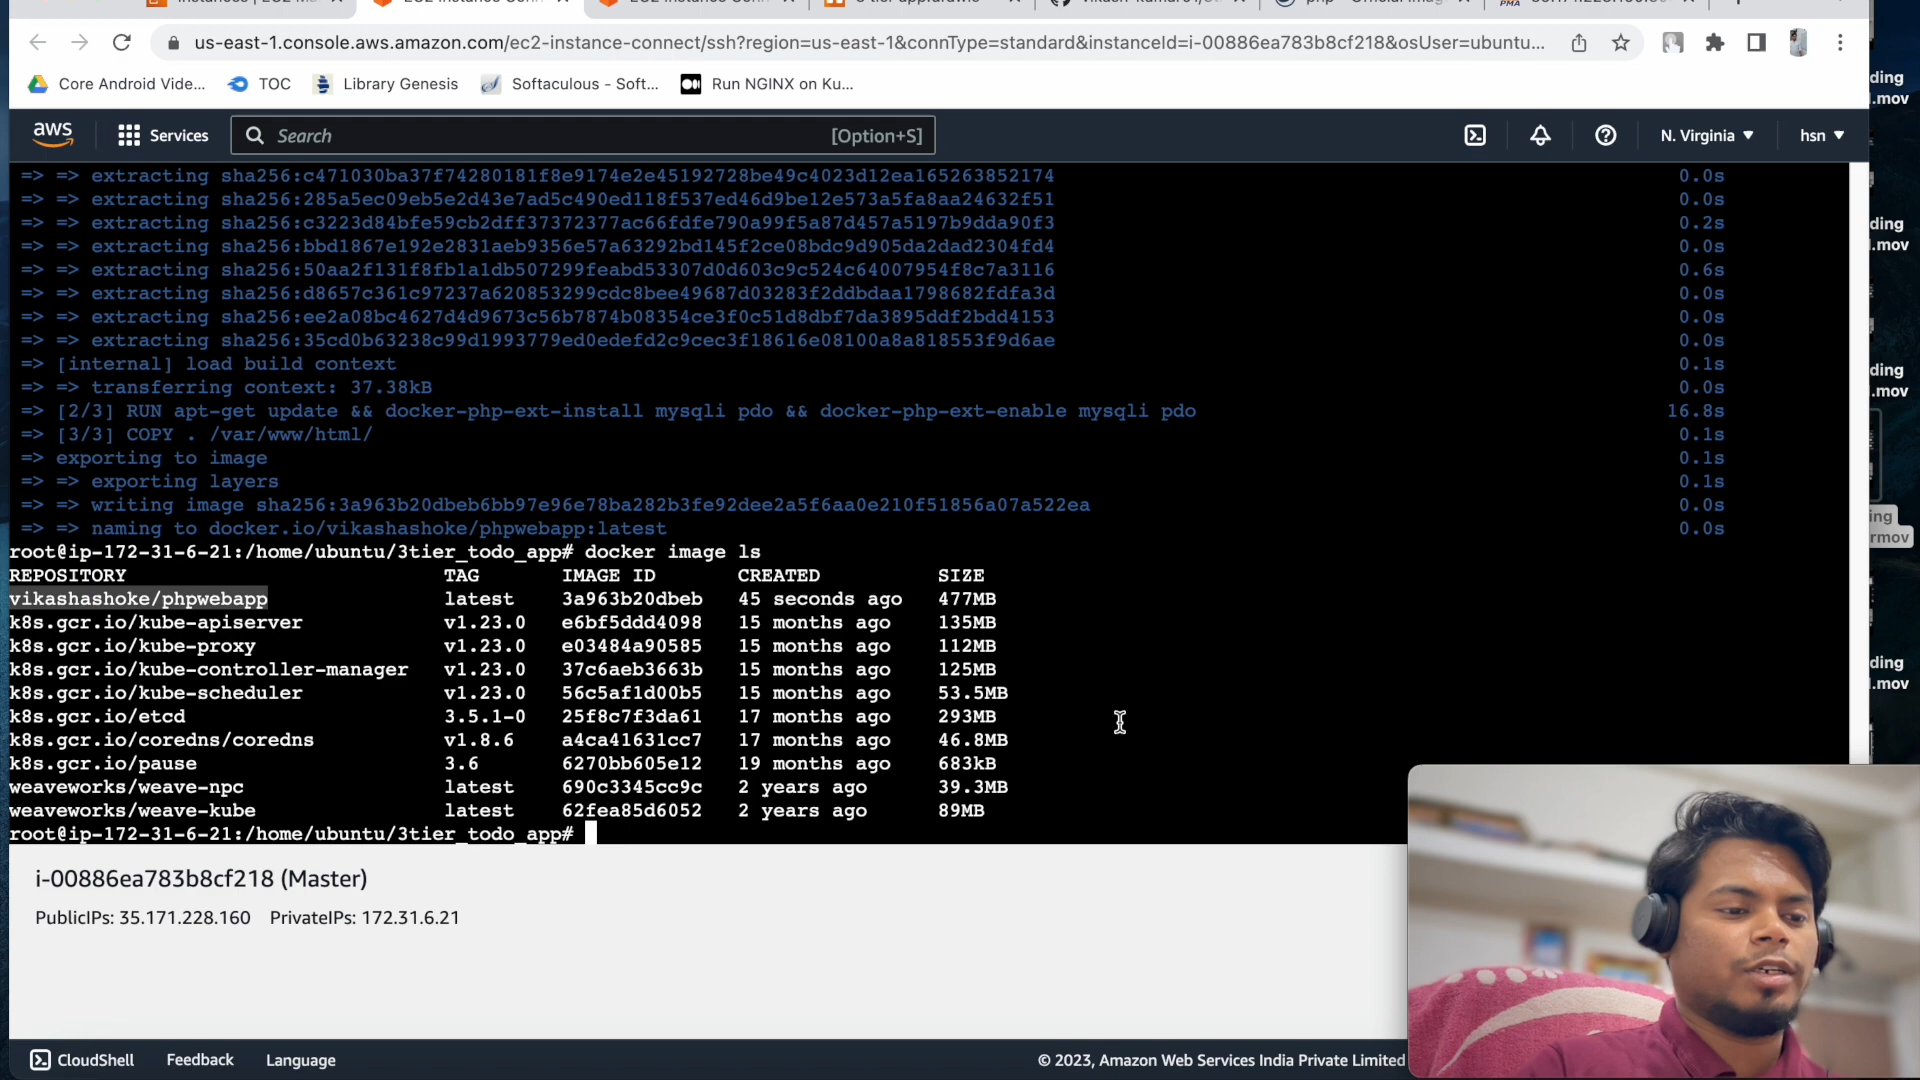 us-east-1.console.aws.amazon.com/ec2-instance-connect/ssh?region=us-east-1&connType=standard&instanceId=i-00886ea783b8cf218&osUser=ubuntu...
Core Android Vide... TOC Library Genesis Softaculous - Soft... Run NGINX on Ku...
aws Services Search [Option+S] N. Virginia hsn
=> => extracting sha256:c471030ba37f74280181f8e9174e2e45192728be49c4023d12ea165263852174 0.0s
=> => extracting sha256:285a5ec09eb5e2d43e7ad5c490ed118f537ed46d9be12e573a5fa8aa24632f51 0.0s
=> => extracting sha256:c3223d84bfe59cb2dff37372377ac66fdfe790a99f5a87d457a5197b9dda90f3 0.2s
=> => extracting sha256:bbd1867e192e2831aeb9356e57a63292bd145f2ce08bdc9d905da2dad2304fd4 0.0s
=> => extracting sha256:50aa2f131f8fb1a1db507299feabd53307d0d603c9c524c64007954f8c7a3116 0.6s
=> => extracting sha256:d8657c361c97237a620853299cdc8bee49687d03283f2ddbdaa1798682fdfa3d 0.0s
=> => extracting sha256:ee2a08bc4627d4d9673c56b7874b08354ce3f0c51d8dbf7da3895ddf2bdd4153 0.0s
=> => extracting sha256:35cd0b63238c99d1993779ed0edefd2c9cec3f18616e08100a8a818553f9d6ae 0.0s
=> [internal] load build context 0.1s
=> => transferring context: 37.38kB 0.0s
=> [2/3] RUN apt-get update && docker-php-ext-install mysqli pdo && docker-php-ext-enable mysqli pdo 16.8s
=> [3/3] COPY . /var/www/html/ 0.1s
=> exporting to image 0.1s
=> => exporting layers 0.1s
=> => writing image sha256:3a963b20dbeb6bb97e96e78ba282b3fe92dee2a5f6aa0e210f51856a07a522ea 0.0s
=> => naming to docker.io/vikashashoke/phpwebapp:latest 0.0s
root@ip-172-31-6-21:/home/ubuntu/3tier_todo_app# docker image ls
REPOSITORY TAG IMAGE ID CREATED SIZE
vikashashoke/phpwebapp latest 3a963b20dbeb 45 seconds ago 477MB
k8s.gcr.io/kube-apiserver v1.23.0 e6bf5ddd4098 15 months ago 135MB
k8s.gcr.io/kube-proxy v1.23.0 e03484a90585 15 months ago 112MB
k8s.gcr.io/kube-controller-manager v1.23.0 37c6aeb3663b 15 months ago 125MB
k8s.gcr.io/kube-scheduler v1.23.0 56c5af1d00b5 15 months ago 53.5MB
k8s.gcr.io/etcd 3.5.1-0 25f8c7f3da61 17 months ago 293MB
k8s.gcr.io/coredns/coredns v1.8.6 a4ca41631cc7 17 months ago 46.8MB
k8s.gcr.io/pause 3.6 6270bb605e12 19 months ago 683kB
weaveworks/weave-npc latest 690c3345cc9c 2 years ago 39.3MB
weaveworks/weave-kube latest 62fea85d6052 2 years ago 89MB
root@ip-172-31-6-21:/home/ubuntu/3tier_todo_app#
i-00886ea783b8cf218 (Master)
PublicIPs: 35.171.228.160 PrivateIPs: 172.31.6.21
CloudShell Feedback Language © 2023, Amazon Web Services India Private Limited
ding
.mov
ding
.mov
ding
.mov
ing
rmov
ding
.mov